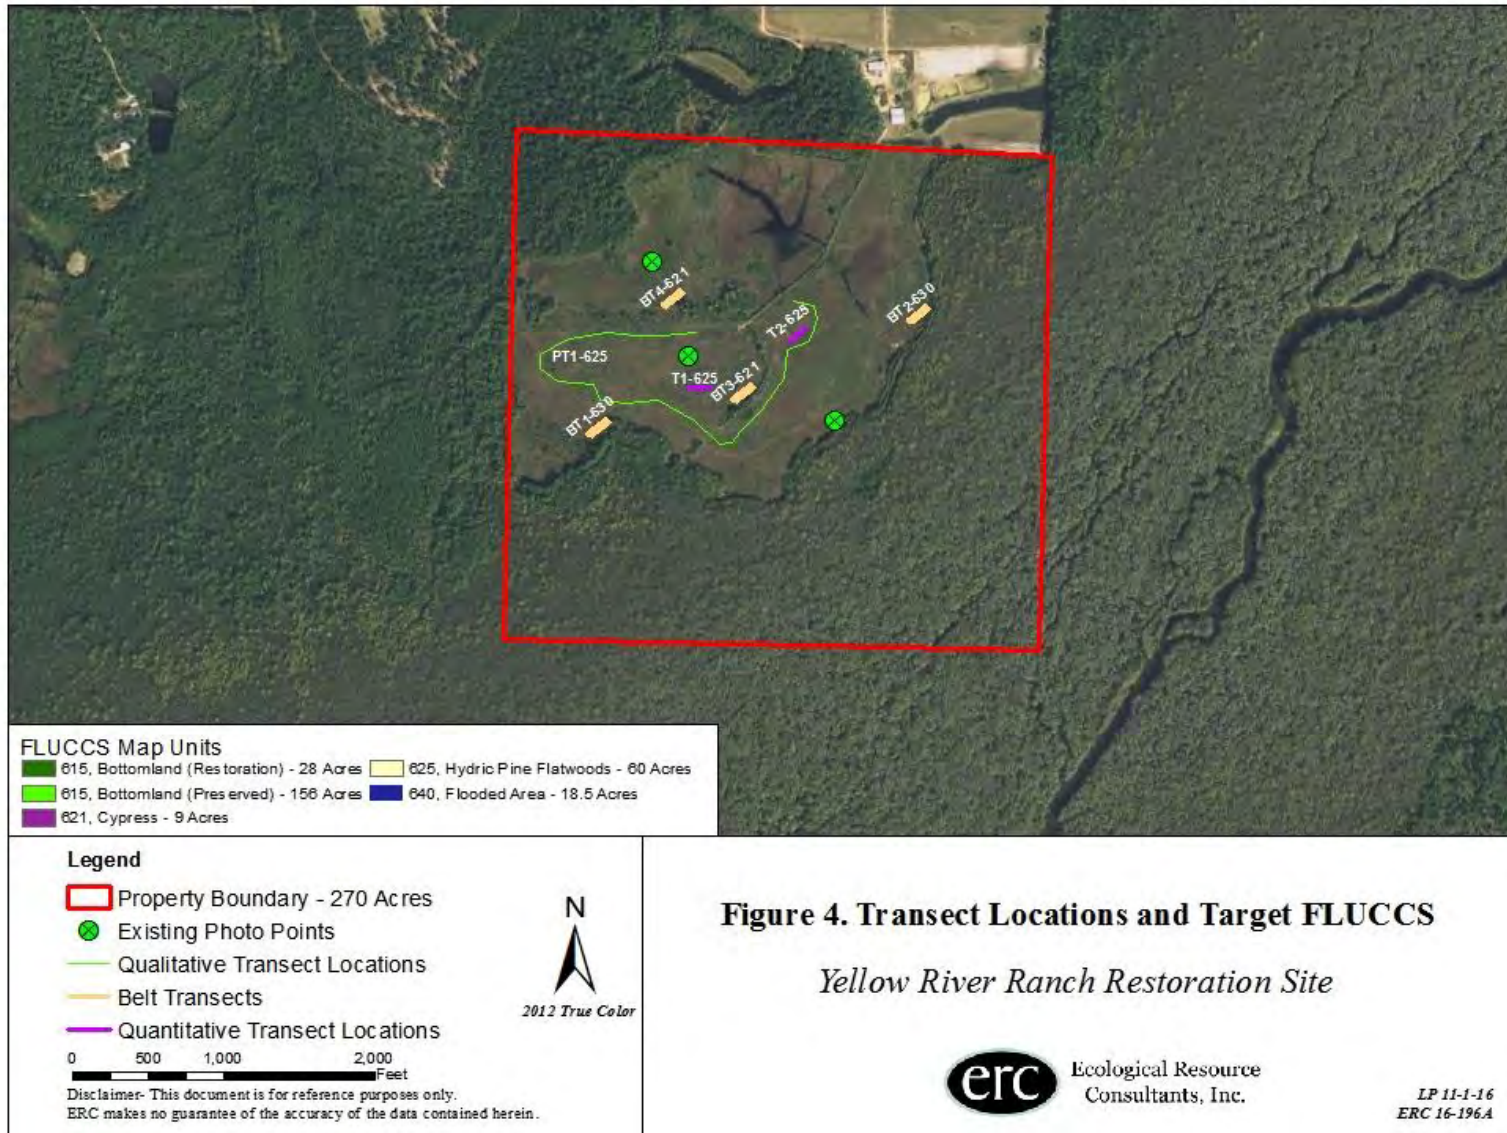 BT4-621
BT2-630
T2-625
PT1-625
T1-625
BT3-621
BT1-630
FLUCCS Map Units
615, Bottomland (Restoration) - 28 Acres
625, Hydric Pine Flatwoods - 60 Acres
615, Bottomland (Preserved) - 156 Acres
640, Flooded Area - 18.5 Acres
621, Cypress - 9 Acres
Legend
Property Boundary - 270 Acres
Existing Photo Points
Qualitative Transect Locations
Belt Transects
Quantitative Transect Locations
0 500 1,000 2,000
Feet
Disclaimer- This document is for reference purposes only.
ERC makes no guarantee of the accuracy of the data contained herein.
N
2012 True Color
Figure 4. Transect Locations and Target FLUCCS
Yellow River Ranch Restoration Site
erc
Ecological Resource
Consultants, Inc.
LP 11-1-16
ERC 16-196A